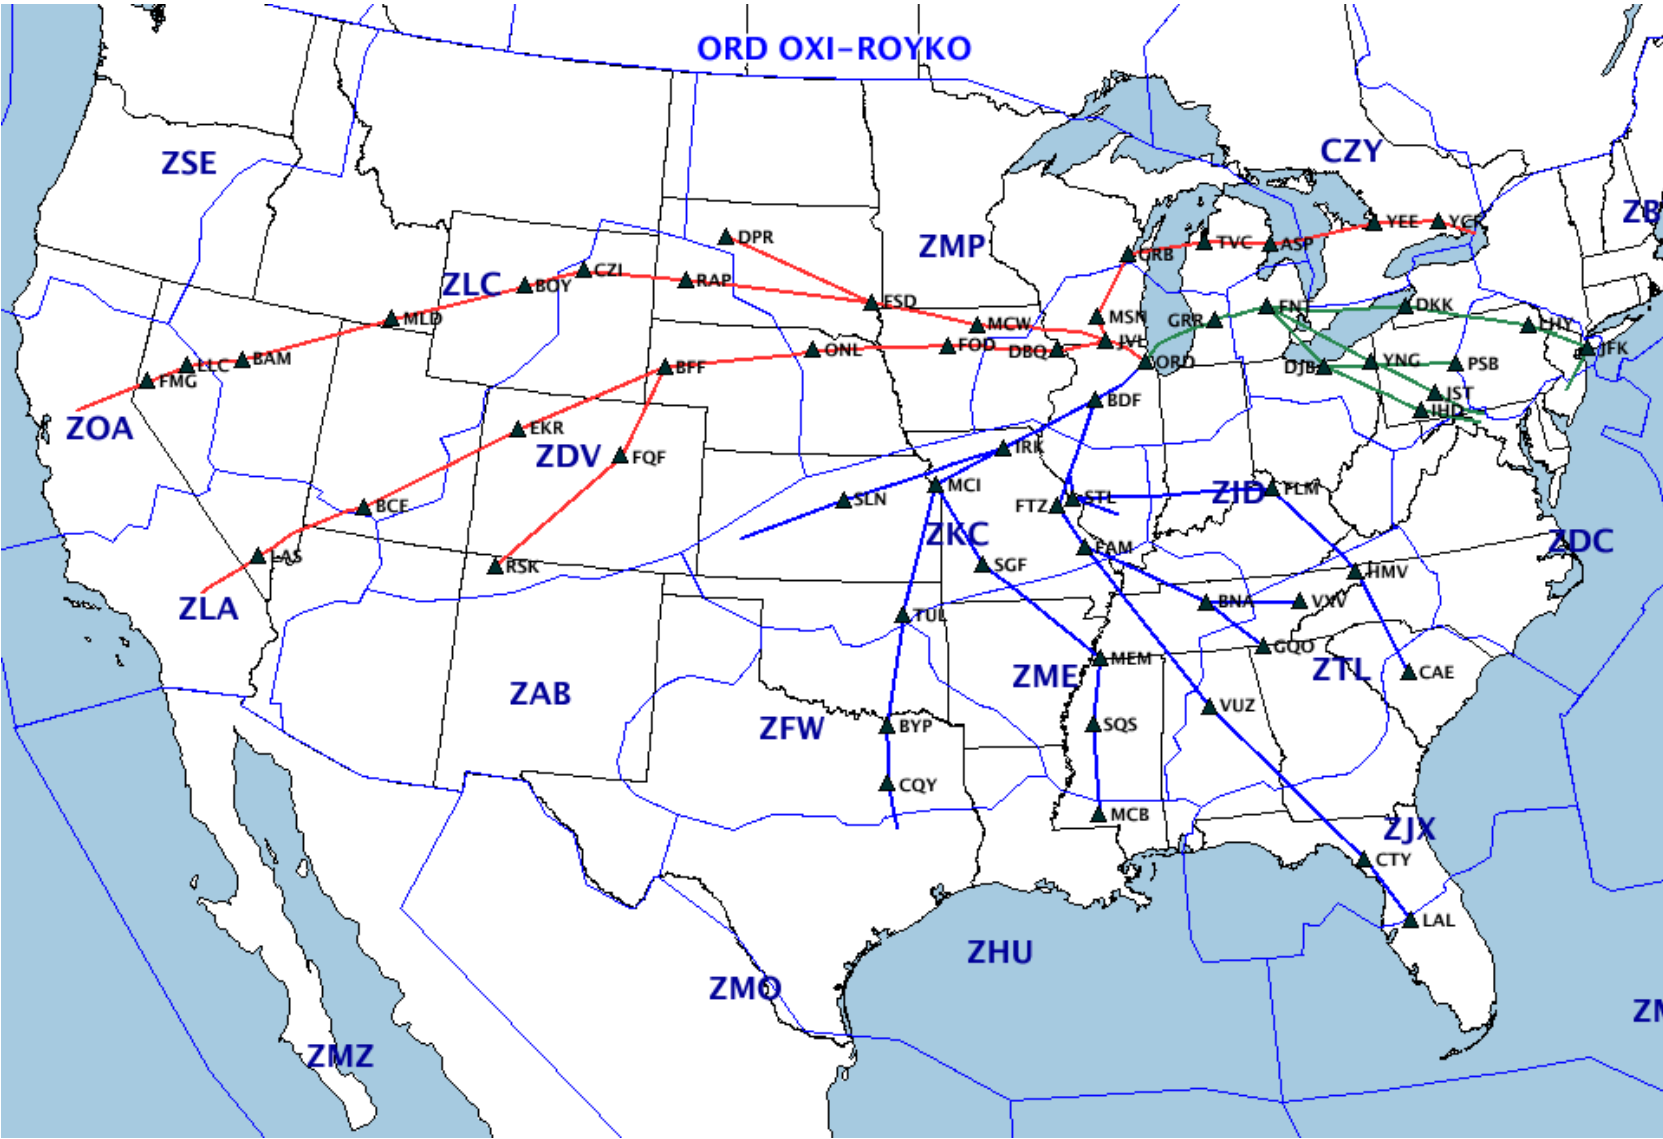 ORD OXI-ROYKO
CZY
ZSE
ZB
YEE
YCF
DPR
ZMP
TVC
ASP
GRB
CZI
ZLC
BOY
RAP
FSD
FNT
DKK
MLD
MSN
GRR
MCW
LHY
JVL
FOD
DBQ
ONL
JFK
LLC
BAM
ORD
YNG
PSB
DJB
BFF
FMG
JST
IHD
BDF
ZOA
EKR
ZDV
FQF
IRK
MCI
FLM
ZID
STL
SLN
BCE
FTZ
ZKC
ZDC
FAM
LAS
SGF
RSK
HMV
BNA
VXV
ZLA
TUL
GQO
MEM
ZTL
CAE
ZME
ZAB
VUZ
BYP
SQS
ZFW
CQY
MCB
ZJX
CTY
LAL
ZHU
ZMO
ZMZ